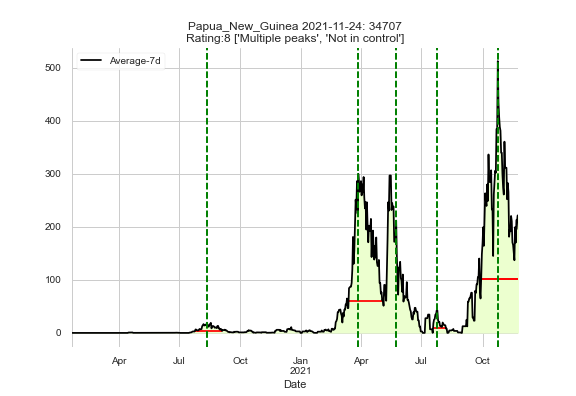 Papua_New_Guinea 2021-11-24: 34707
Rating:8 ['Multiple peaks', 'Not in control']
Average-7d
500
400
300
200
100
0
Apr
Jul
Oct
Jan
2021
Apr
Jul
Oct
Date